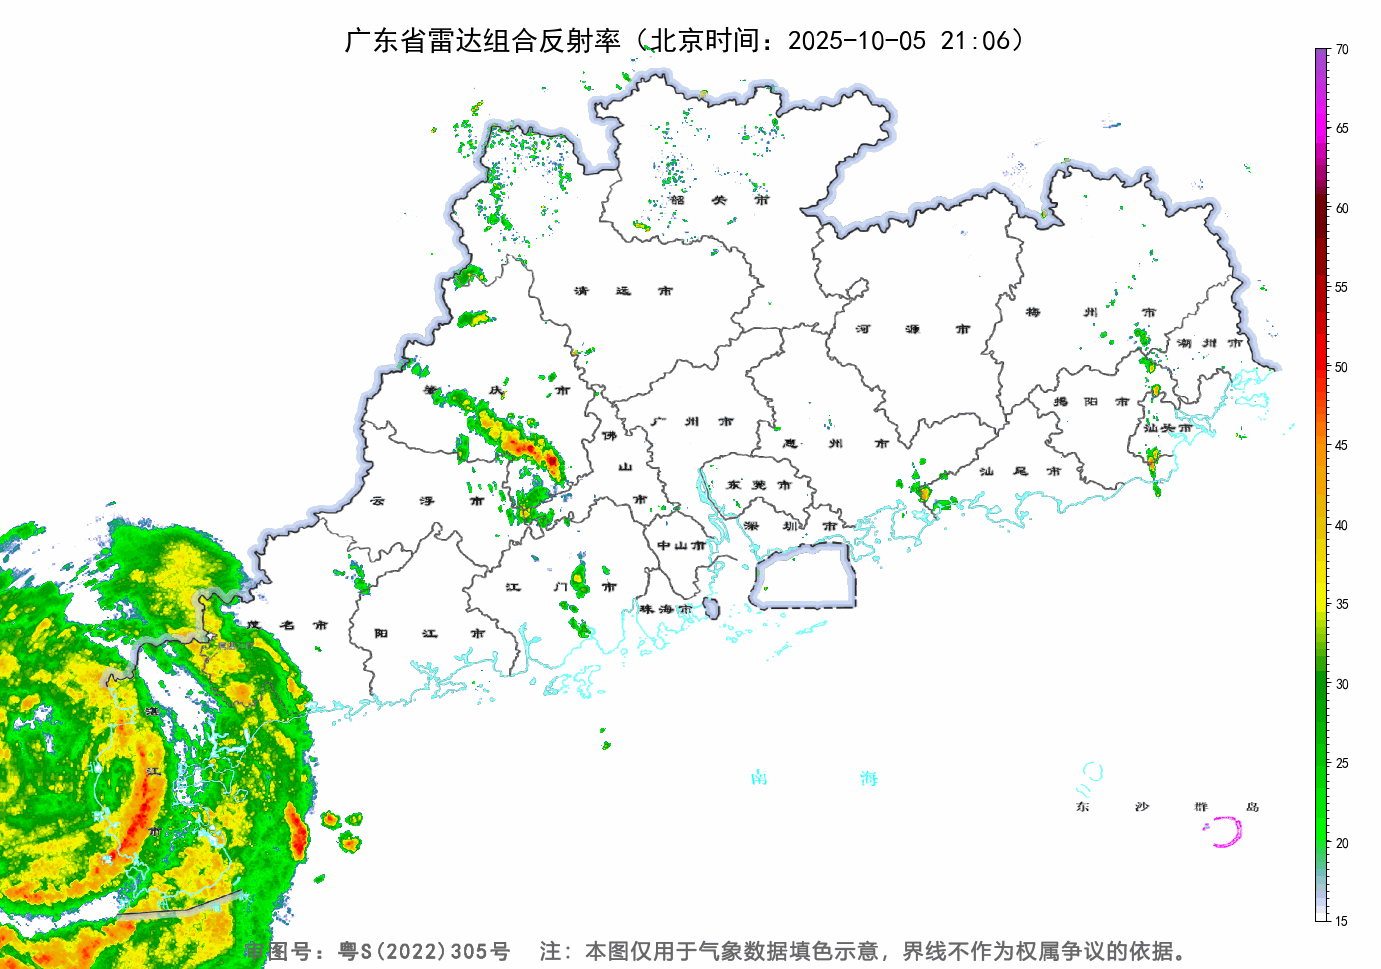 广东省雷达组合反射率（北京时间：2025-10-05 21:06）
70
65
60
55
50
45
40
35
30
25
20
15
韶关市
清远市
河源市
梅州市
潮州市
肇庆市
广州市
揭阳市
汕头市
佛山市
惠州市
汕尾市
云浮市
东莞市
深圳市
中山市
江门市
珠海市
茂名市
阳江市
湛江市
南海
东沙群岛
审图号：粤S(2022)305号 注：本图仅用于气象数据填色示意，界线不作为权属争议的依据。